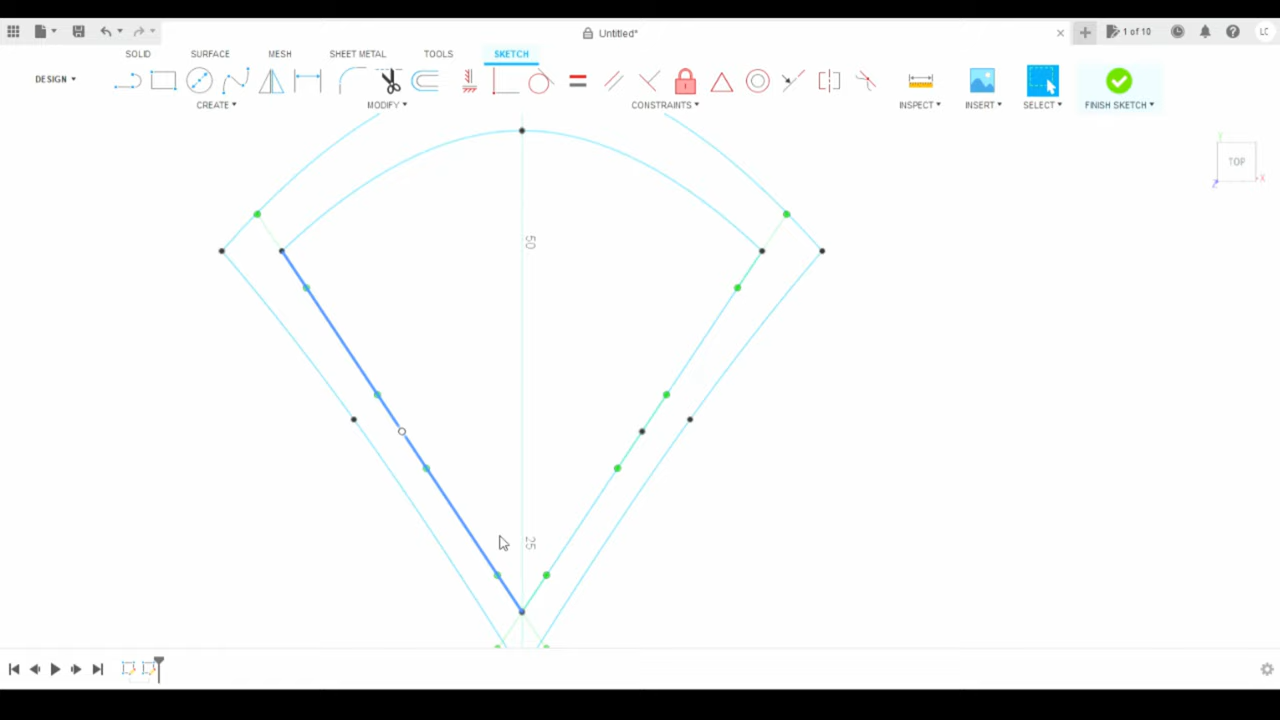 Untitled*
1 of 10
LC
SOLID SURFACE MESH SHEET METAL TOOLS SKETCH
DESIGN
CREATE MODIFY CONSTRAINTS INSPECT INSERT SELECT FINISH SKETCH
TOP
Y
X
Z
50
25